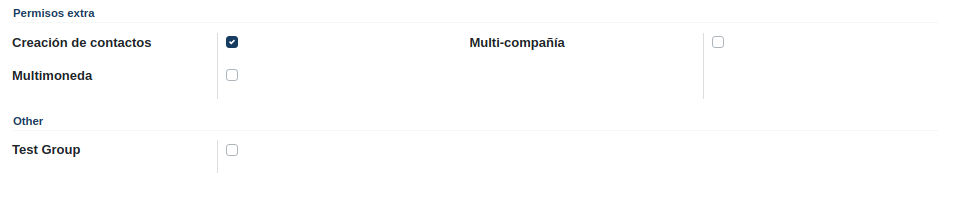 Permisos extra
Creación de contactos
Multi-compañía
Multimoneda
Other
Test Group